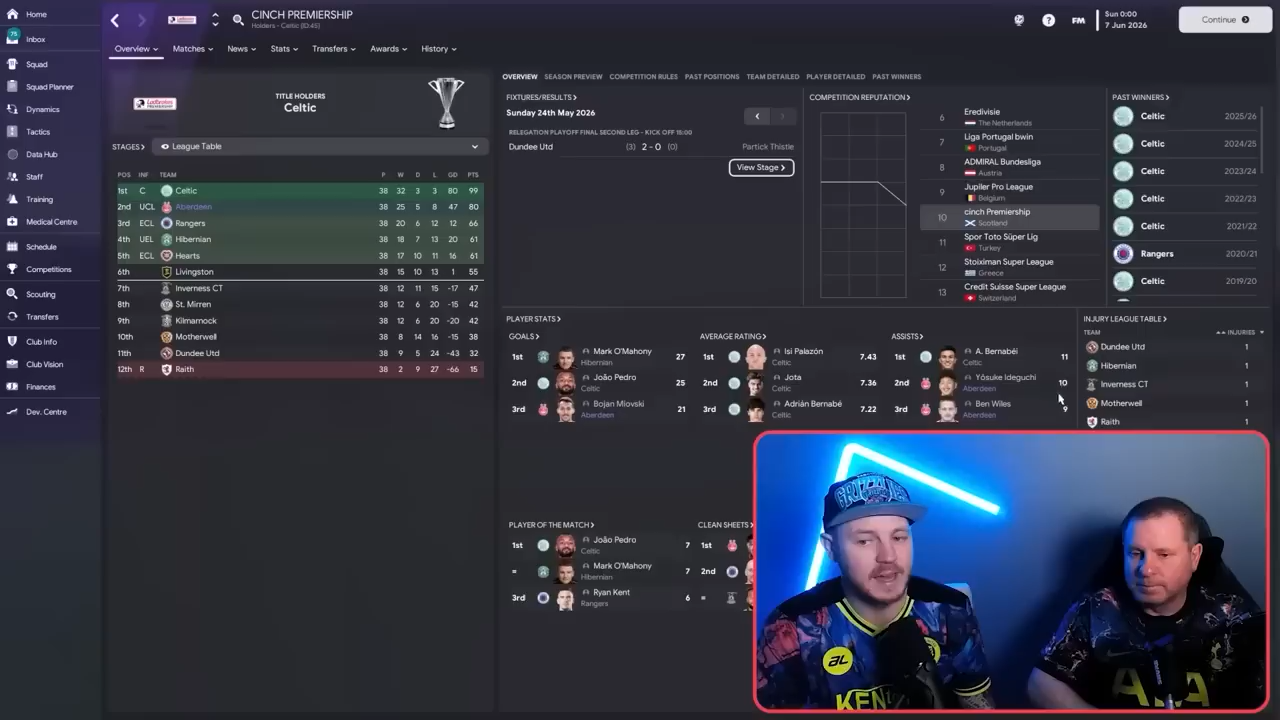 Home
75
Inbox
Squad
Squad Planner
Dynamics
Tactics
Data Hub
Staff
Training
Medical Centre
Schedule
Competitions
Scouting
Transfers
Club Info
Club Vision
Finances
Dev. Centre
CINCH PREMIERSHIP
Holders - Celtic [ID:45]
FM
Sun 0:00
7 Jun 2026
Continue
Overview Matches News Stats Transfers Awards History
TITLE HOLDERS
Celtic
Ladbrokes
PREMIERSHIP
STAGES League Table
POS INF TEAM P W D L GD PTS
1st C Celtic 38 32 3 3 80 99
2nd UCL Aberdeen 38 25 5 8 47 80
3rd ECL Rangers 38 20 6 12 12 66
4th UEL Hibernian 38 18 7 13 20 61
5th ECL Hearts 38 17 10 11 16 61
6th Livingston 38 15 10 13 1 55
7th Inverness CT 38 12 11 15 -17 47
8th St. Mirren 38 12 6 20 -15 42
9th Kilmarnock 38 12 6 20 -20 42
10th Motherwell 38 8 14 16 -15 38
11th Dundee Utd 38 9 5 24 -43 32
12th R Raith 38 2 9 27 -66 15
OVERVIEW SEASON PREVIEW COMPETITION RULES PAST POSITIONS TEAM DETAILED PLAYER DETAILED PAST WINNERS
FIXTURES/RESULTS
Sunday 24th May 2026
RELEGATION PLAYOFF FINAL SECOND LEG - KICK OFF 15:00
Dundee Utd (3) 2 - 0 (0) Partick Thistle
View Stage
COMPETITION REPUTATION
6 Eredivisie
The Netherlands
7 Liga Portugal bwin
Portugal
8 ADMIRAL Bundesliga
Austria
9 Jupiler Pro League
Belgium
10 cinch Premiership
Scotland
11 Spor Toto Süper Lig
Turkey
12 Stoiximan Super League
Greece
13 Credit Suisse Super League
Switzerland
PAST WINNERS
Celtic 2025/26
Celtic 2024/25
Celtic 2023/24
Celtic 2022/23
Celtic 2021/22
Rangers 2020/21
Celtic 2019/20
PLAYER STATS
GOALS
1st Mark O'Mahony 27
Hibernian
2nd João Pedro 25
Celtic
3rd Bojan Miovski 21
Aberdeen
AVERAGE RATING
1st Isi Palazón 7.43
Celtic
2nd Jota 7.36
Celtic
3rd Adrián Bernabé 7.22
Celtic
ASSISTS
1st A. Bernabéi 11
Celtic
2nd Yôsuke Ideguchi 10
Aberdeen
3rd Ben Wiles 9
Aberdeen
INJURY LEAGUE TABLE
TEAM INJURIES
Dundee Utd 1
Hibernian 1
Inverness CT 1
Motherwell 1
Raith 1
PLAYER OF THE MATCH
1st João Pedro 7
Celtic
= Mark O'Mahony 7
Hibernian
3rd Ryan Kent 6
Rangers
CLEAN SHEETS
1st
2nd
=
GRIZZLIES
aL